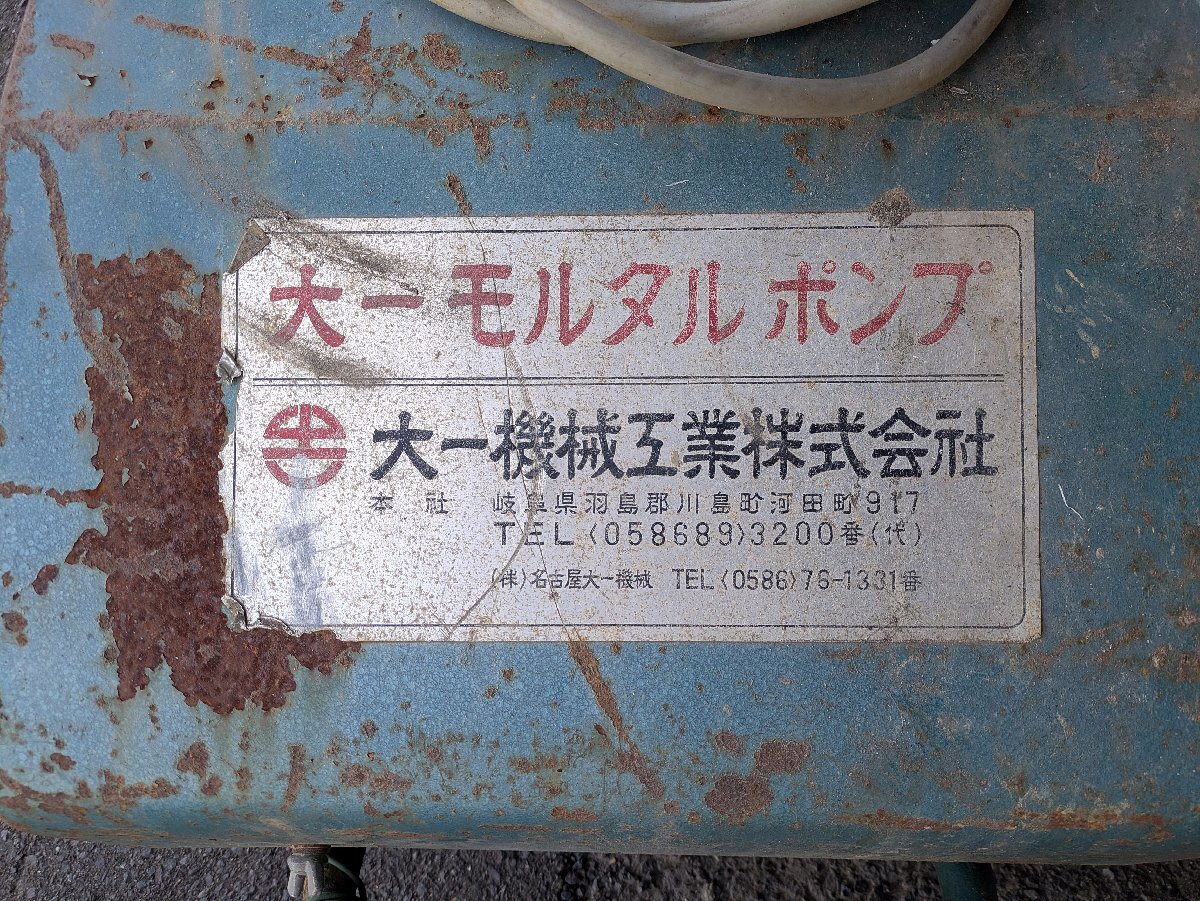 大一モルタルポンプ
大一機械工業株式会社
本社 岐阜県羽島郡川島町河田町917
TEL〈058689〉3200番(代)
(株)名古屋大一機械 TEL〈0586〉76-1331番